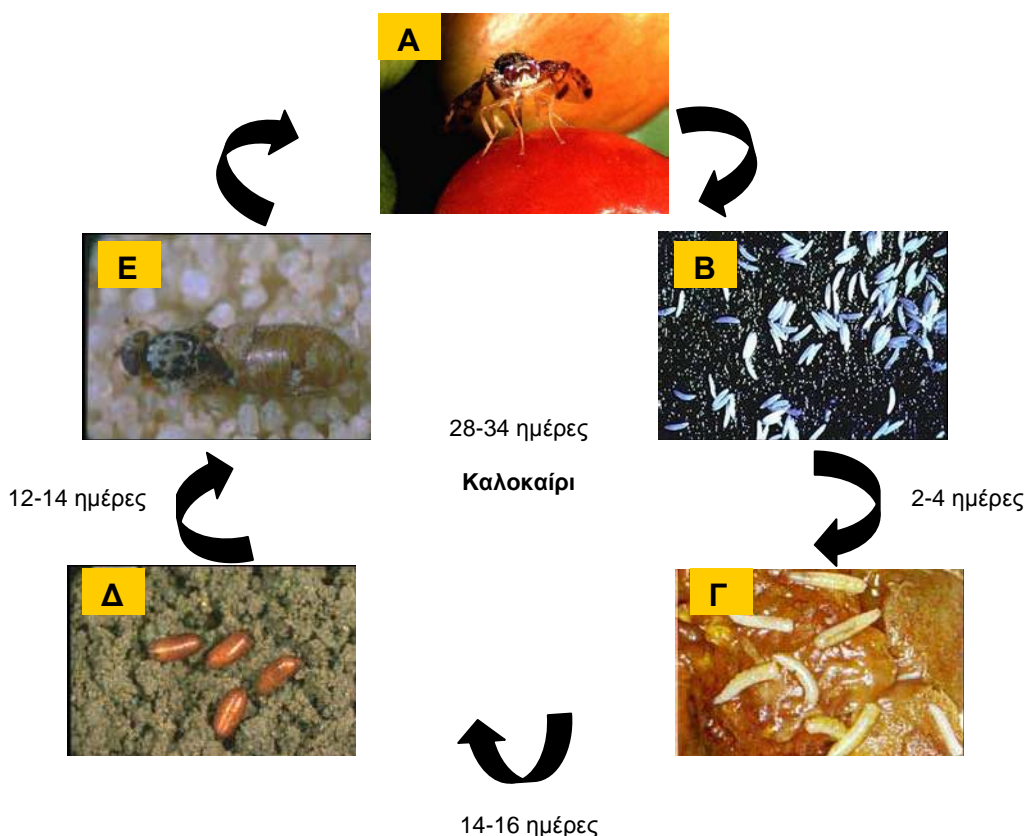 Α
Ε
Β
28-34 ημέρες
Καλοκαίρι
12-14 ημέρες
2-4 ημέρες
Δ
Γ
14-16 ημέρες